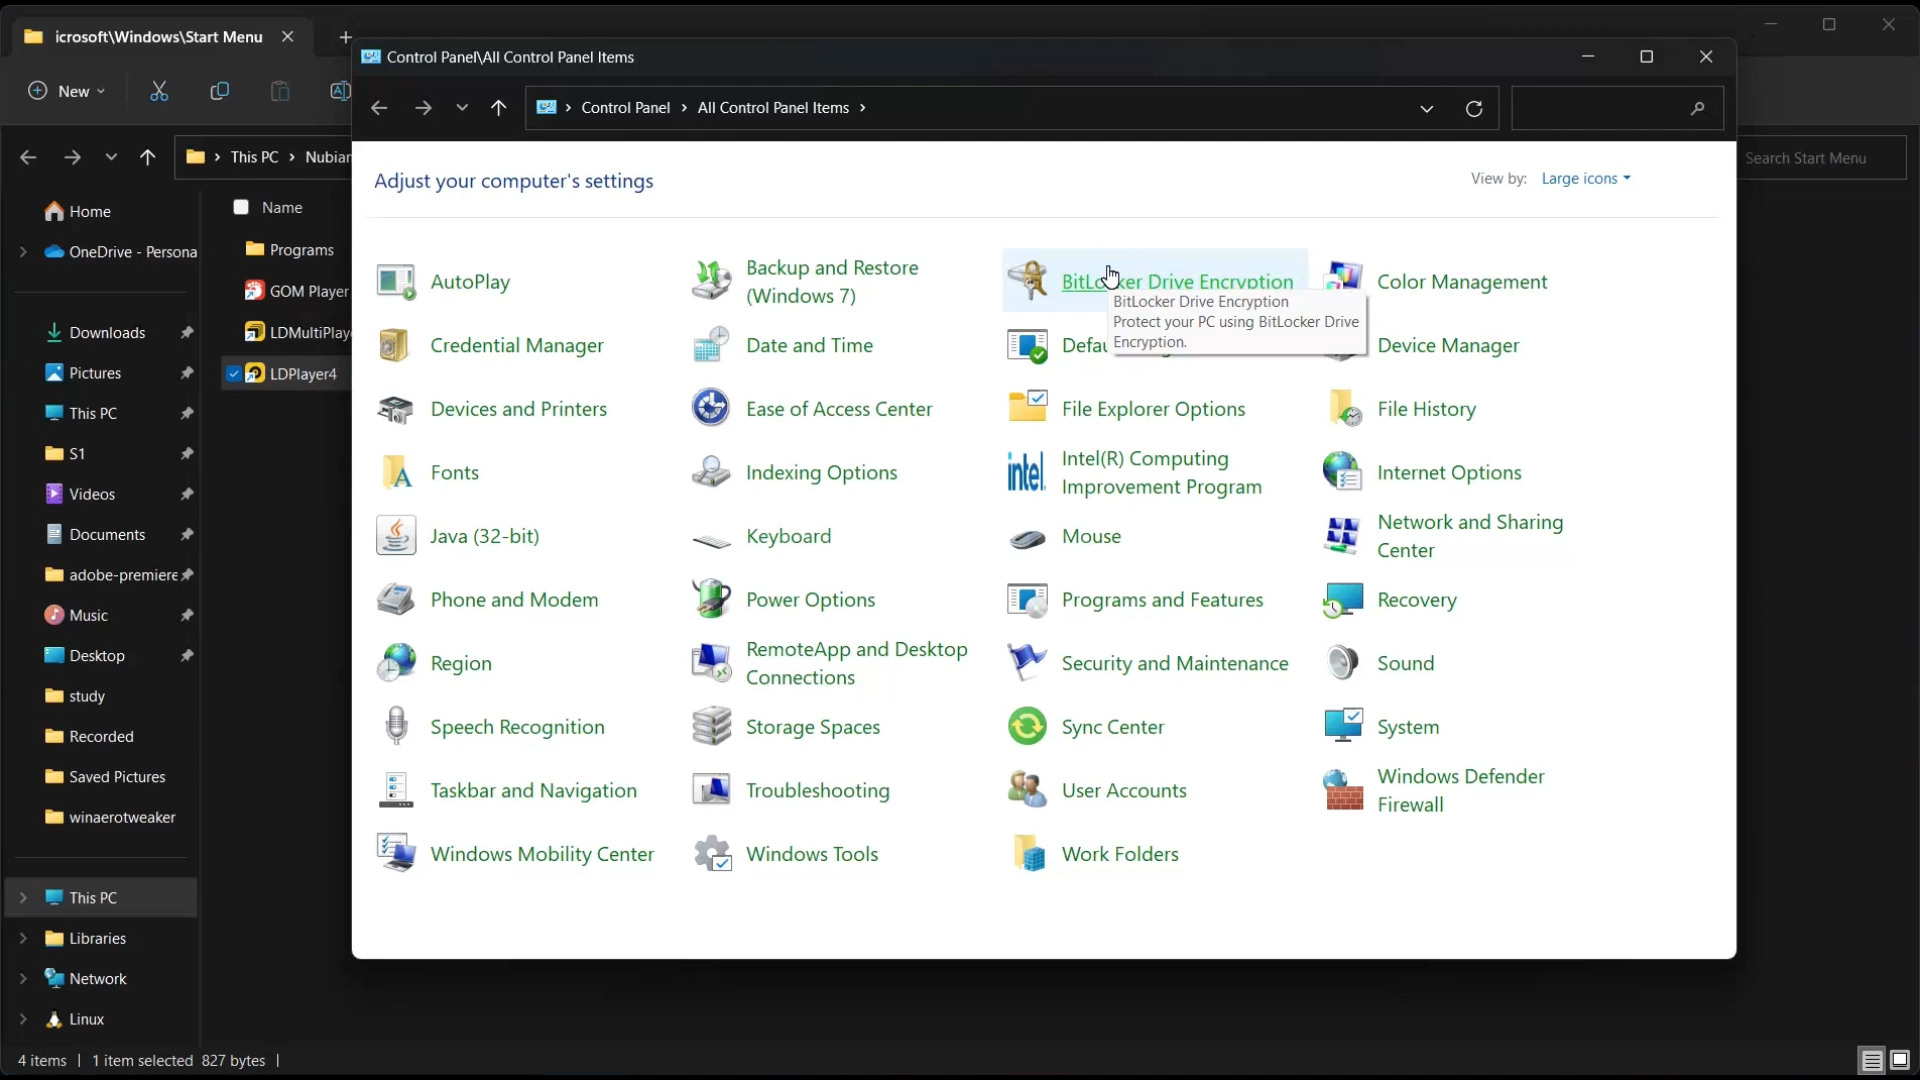 icrosoft\Windows\Start Menu
Control Panel\All Control Panel Items
New
Control Panel
All Control Panel Items
This PC
Nubian
Search Start Menu
Adjust your computer's settings
View by: Large icons
Home
OneDrive - Persona
Downloads
Pictures
This PC
S1
Videos
Documents
adobe-premiere
Music
Desktop
study
Recorded
Saved Pictures
winaerotweaker
This PC
Libraries
Network
Linux
Name
Programs
GOM Player
LDMultiPlaye
LDPlayer4
AutoPlay
Backup and Restore
(Windows 7)
BitLocker Drive Encryption
Color Management
BitLocker Drive Encryption
Protect your PC using BitLocker Drive
Encryption.
Credential Manager
Date and Time
Device Manager
Devices and Printers
Ease of Access Center
File Explorer Options
File History
Fonts
Indexing Options
Intel(R) Computing
Improvement Program
intel
Internet Options
Java (32-bit)
Keyboard
Mouse
Network and Sharing
Center
Phone and Modem
Power Options
Programs and Features
Recovery
Region
RemoteApp and Desktop
Connections
Security and Maintenance
Sound
Speech Recognition
Storage Spaces
Sync Center
System
Taskbar and Navigation
Troubleshooting
User Accounts
Windows Defender
Firewall
Windows Mobility Center
Windows Tools
Work Folders
4 items
1 item selected 827 bytes